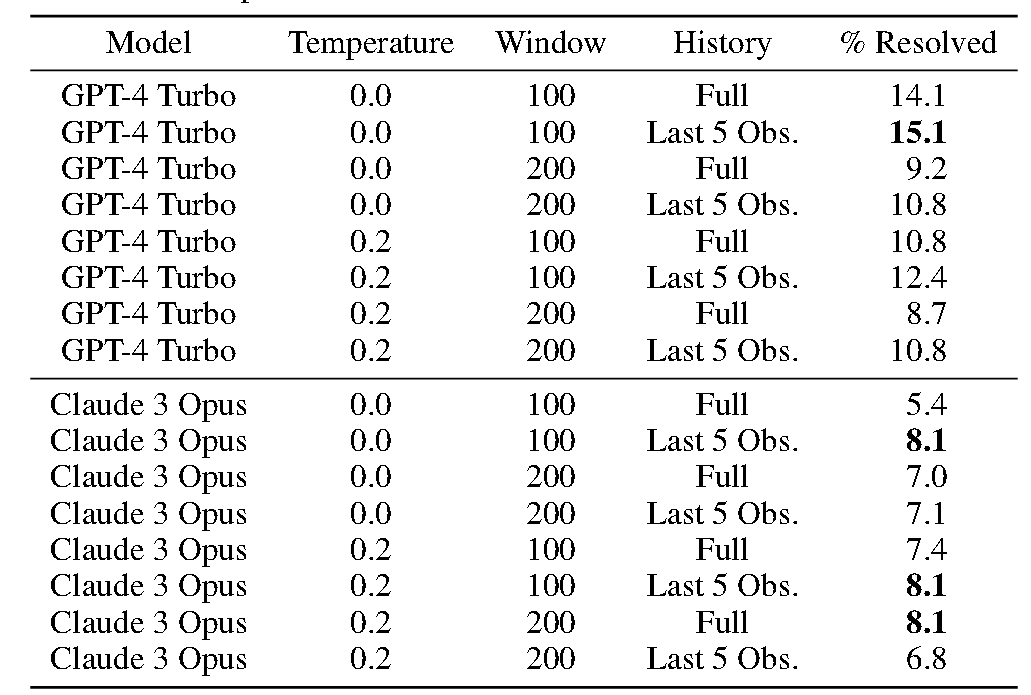 Model Temperature Window History % Resolved
GPT-4 Turbo 0.0 100 Full 14.1
GPT-4 Turbo 0.0 100 Last 5 Obs. 15.1
GPT-4 Turbo 0.0 200 Full 9.2
GPT-4 Turbo 0.0 200 Last 5 Obs. 10.8
GPT-4 Turbo 0.2 100 Full 10.8
GPT-4 Turbo 0.2 100 Last 5 Obs. 12.4
GPT-4 Turbo 0.2 200 Full 8.7
GPT-4 Turbo 0.2 200 Last 5 Obs. 10.8
Claude 3 Opus 0.0 100 Full 5.4
Claude 3 Opus 0.0 100 Last 5 Obs. 8.1
Claude 3 Opus 0.0 200 Full 7.0
Claude 3 Opus 0.0 200 Last 5 Obs. 7.1
Claude 3 Opus 0.2 100 Full 7.4
Claude 3 Opus 0.2 100 Last 5 Obs. 8.1
Claude 3 Opus 0.2 200 Full 8.1
Claude 3 Opus 0.2 200 Last 5 Obs. 6.8